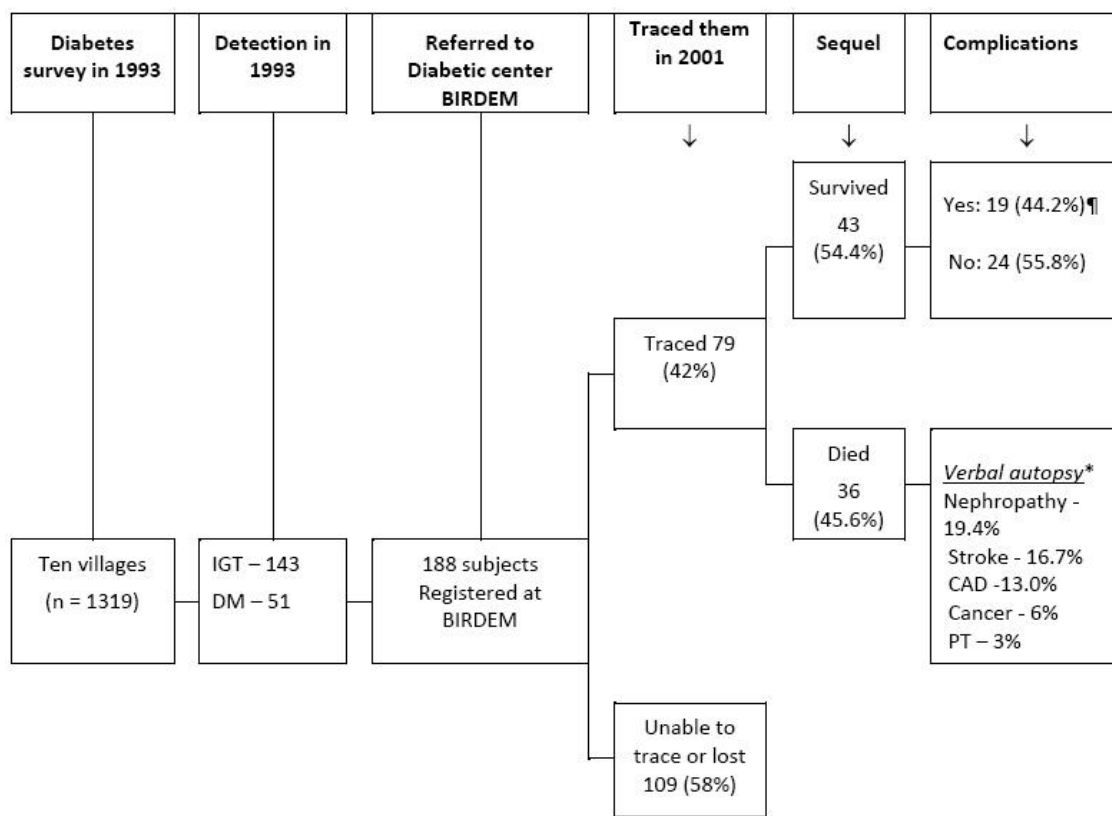 Diabetes
survey in 1993
Detection in
1993
Referred to
Diabetic center
BIRDEM
Traced them
in 2001
↓
Sequel
↓
Complications
↓
Ten villages
(n = 1319)
IGT – 143
DM – 51
188 subjects
Registered at
BIRDEM
Traced 79
(42%)
Unable to
trace or lost
109 (58%)
Survived
43
(54.4%)
Yes: 19 (44.2%)¶
No: 24 (55.8%)
Died
36
(45.6%)
Verbal autopsy*
Nephropathy -
19.4%
Stroke - 16.7%
CAD -13.0%
Cancer - 6%
PT – 3%